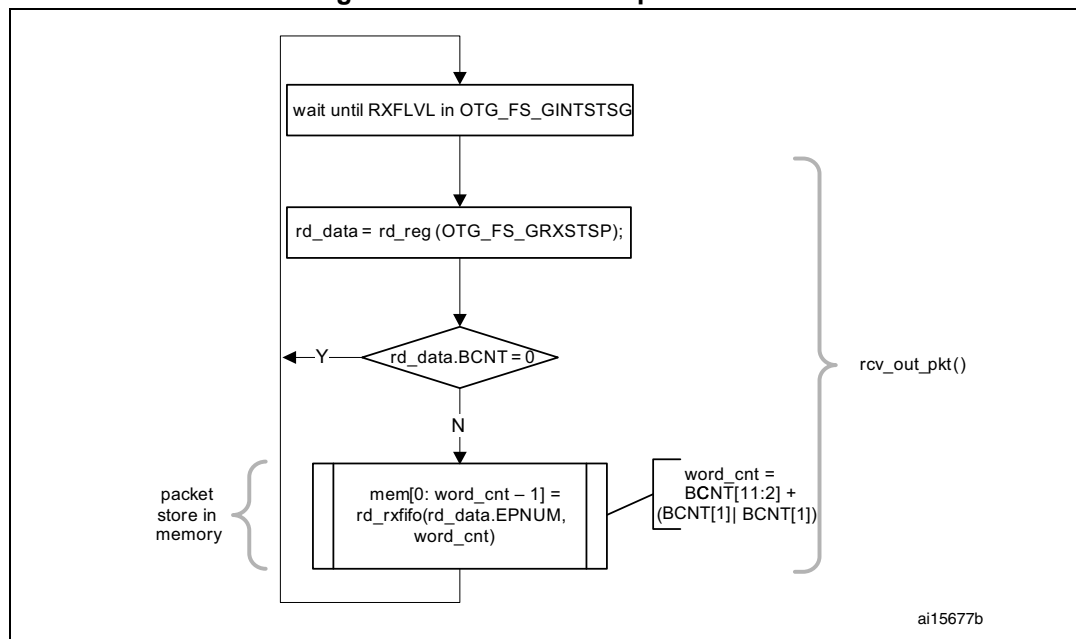 wait until RXFLVL in OTG_FS_GINTSTSG
rd_data = rd_reg (OTG_FS_GRXSTSP);
Y
rd_data.BCNT = 0
rcv_out_pkt()
N
packet
store in
memory
mem[0: word_cnt – 1] =
rd_rxfifo(rd_data.EPNUM,
word_cnt)
word_cnt =
BCNT[11:2] +
(BCNT[1]| BCNT[1])
ai15677b